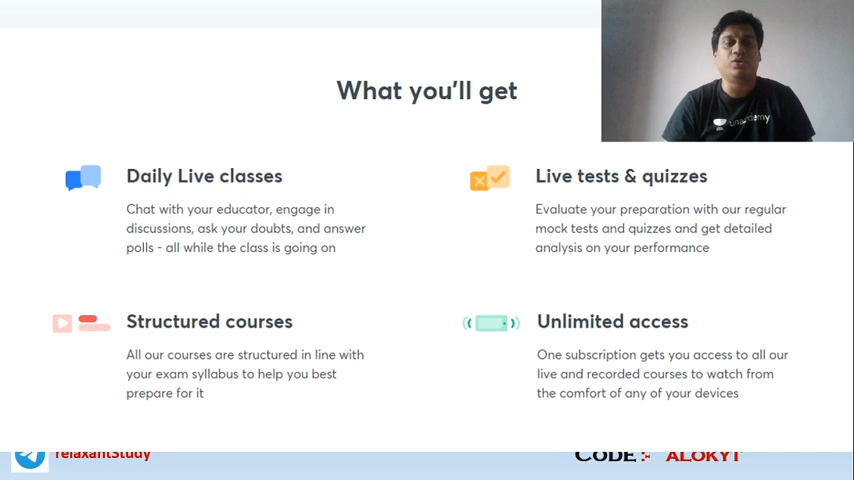 What you'll get
unacademy
Daily Live classes
Chat with your educator, engage in
discussions, ask your doubts, and answer
polls - all while the class is going on
Live tests & quizzes
Evaluate your preparation with our regular
mock tests and quizzes and get detailed
analysis on your performance
Structured courses
All our courses are structured in line with
your exam syllabus to help you best
prepare for it
Unlimited access
One subscription gets you access to all our
live and recorded courses to watch from
the comfort of any of your devices
relaxantStudy
CODE: ALOKYT